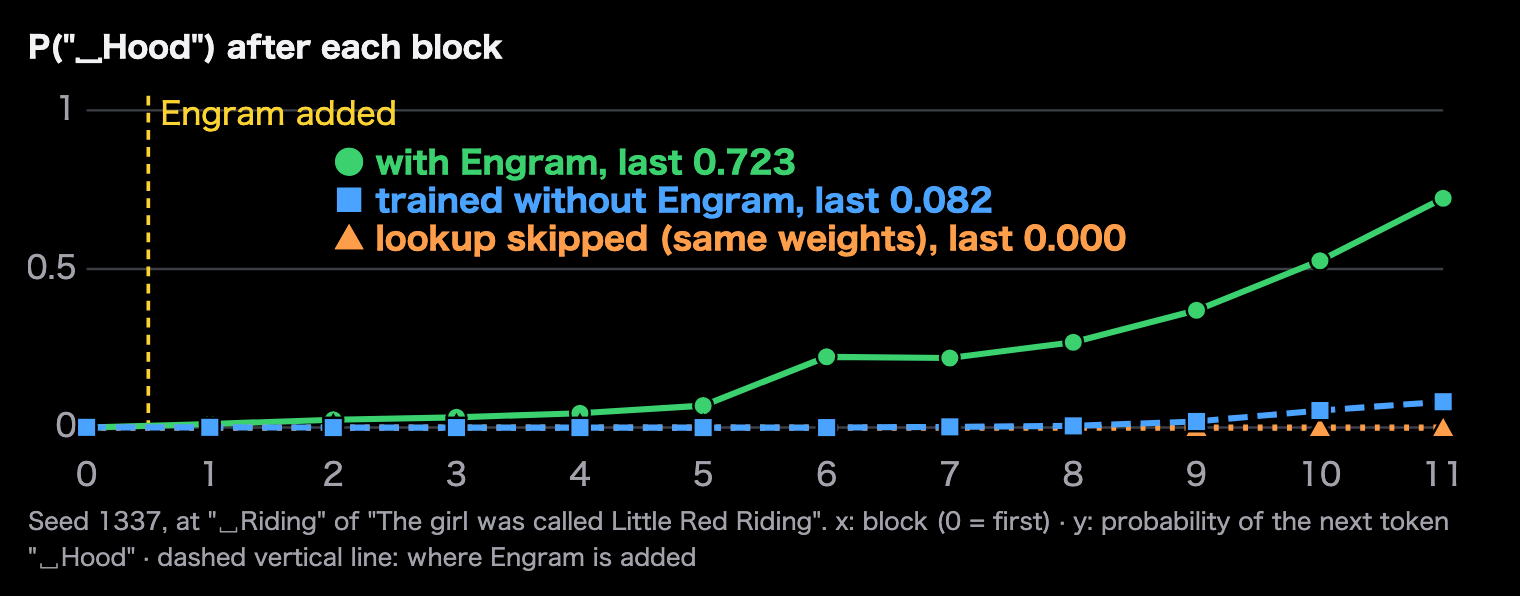 P("␣Hood") after each block
1
Engram added
with Engram, last 0.723
trained without Engram, last 0.082
lookup skipped (same weights), last 0.000
0.5
0
0 1 2 3 4 5 6 7 8 9 10 11
Seed 1337, at "␣Riding" of "The girl was called Little Red Riding". x: block (0 = first) · y: probability of the next token
"␣Hood" · dashed vertical line: where Engram is added